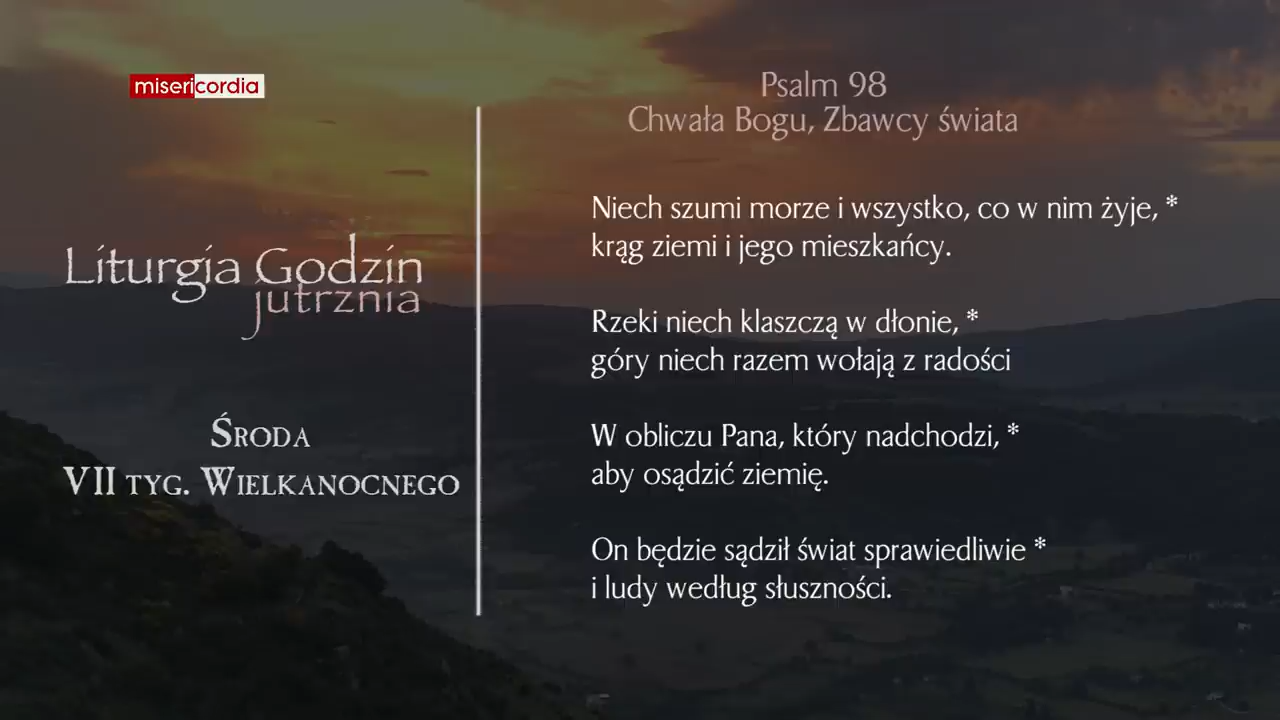 misericordia
Liturgia Godzin
jutrznia
Środa
VII tyg. Wielkanocnego
Psalm 98
Chwała Bogu, Zbawcy świata
Niech szumi morze i wszystko, co w nim żyje, *
krąg ziemi i jego mieszkańcy.
Rzeki niech klaszczą w dłonie, *
góry niech razem wołają z radości
W obliczu Pana, który nadchodzi, *
aby osądzić ziemię.
On będzie sądził świat sprawiedliwie *
i ludy według słuszności.